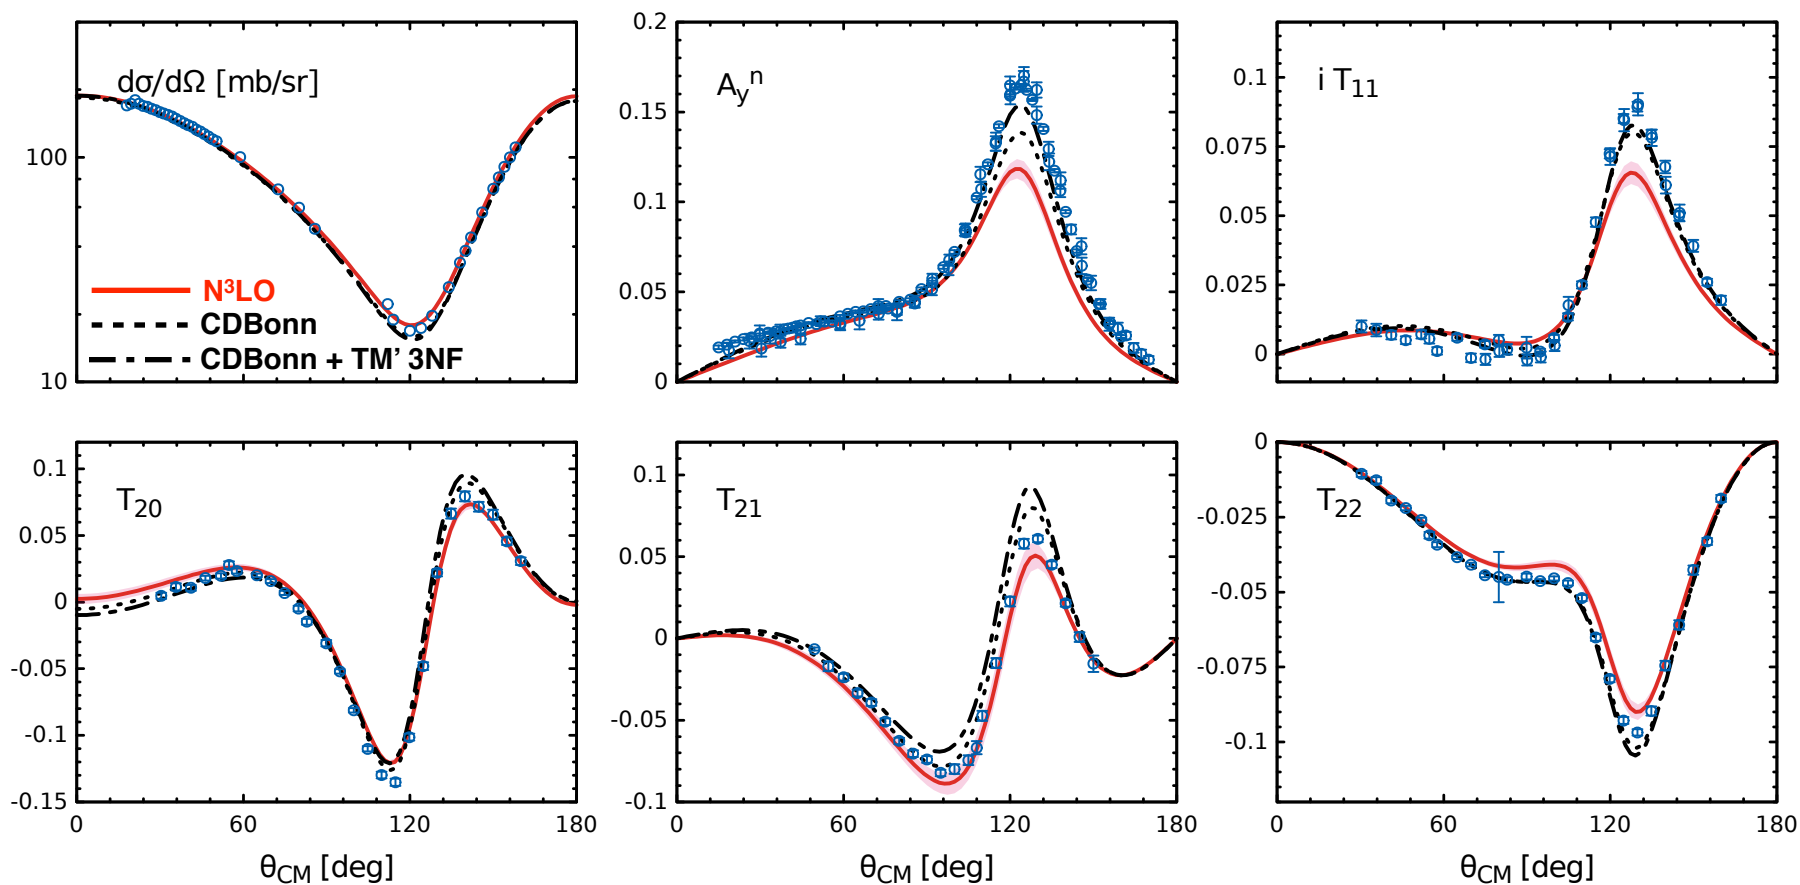 dσ/dΩ [mb/sr]
100
10
N³LO
CDBonn
CDBonn + TM' 3NF
A_y^n
0.2
0.15
0.1
0.05
0
i T₁₁
0.1
0.075
0.05
0.025
0
T₂₀
0.1
0.05
0
-0.05
-0.1
-0.15
0 60 120 180
θ_CM [deg]
T₂₁
0.1
0.05
0
-0.05
-0.1
0 60 120 180
θ_CM [deg]
T₂₂
0
-0.025
-0.05
-0.075
-0.1
0 60 120 180
θ_CM [deg]